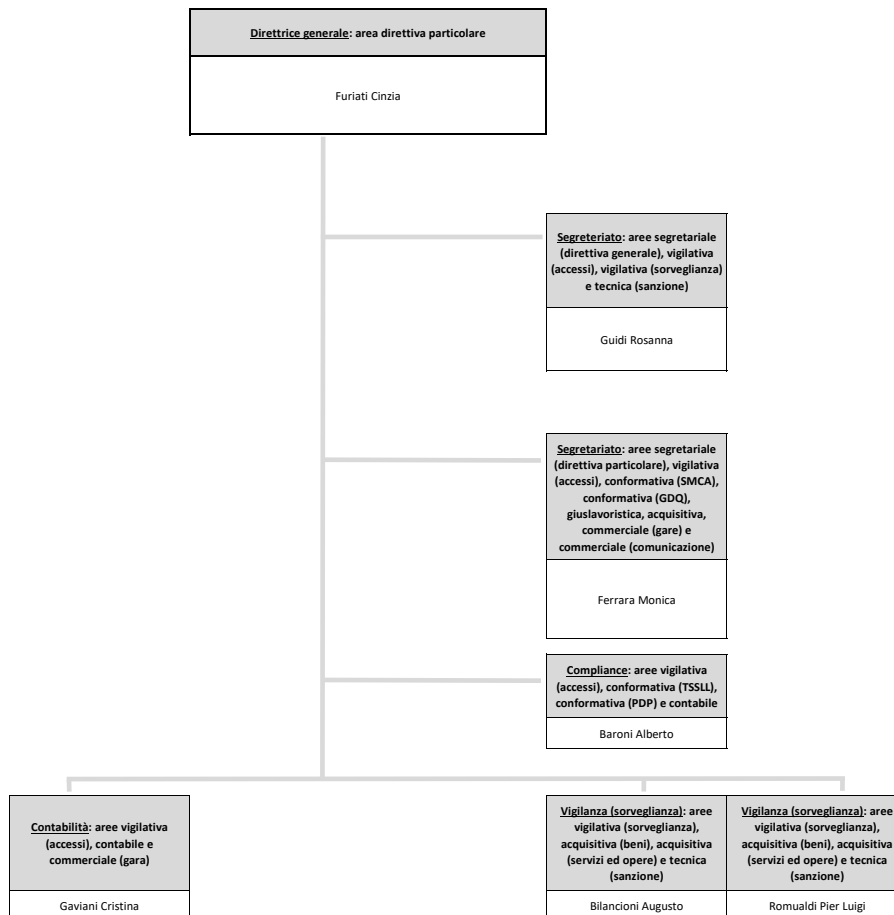 Direttrice generale: area direttiva particolare
Furiati Cinzia
Segreteriato: aree segretariale
(direttiva generale), vigilativa
(accessi), vigilativa (sorveglianza)
e tecnica (sanzione)
Guidi Rosanna
Segretariato: aree segretariale
(direttiva particolare), vigilativa
(accessi), conformativa (SMCA),
conformativa (GDQ),
giuslavoristica, acquisitiva,
commerciale (gare) e
commerciale (comunicazione)
Ferrara Monica
Compliance: aree vigilativa
(accessi), conformativa (TSSLL),
conformativa (PDP) e contabile
Baroni Alberto
Contabilità: aree vigilativa
(accessi), contabile e
commerciale (gara)
Gaviani Cristina
Vigilanza (sorveglianza): aree
vigilativa (sorveglianza),
acquisitiva (beni), acquisitiva
(servizi ed opere) e tecnica
(sanzione)
Bilancioni Augusto
Vigilanza (sorveglianza): aree
vigilativa (sorveglianza),
acquisitiva (beni), acquisitiva
(servizi ed opere) e tecnica
(sanzione)
Romualdi Pier Luigi